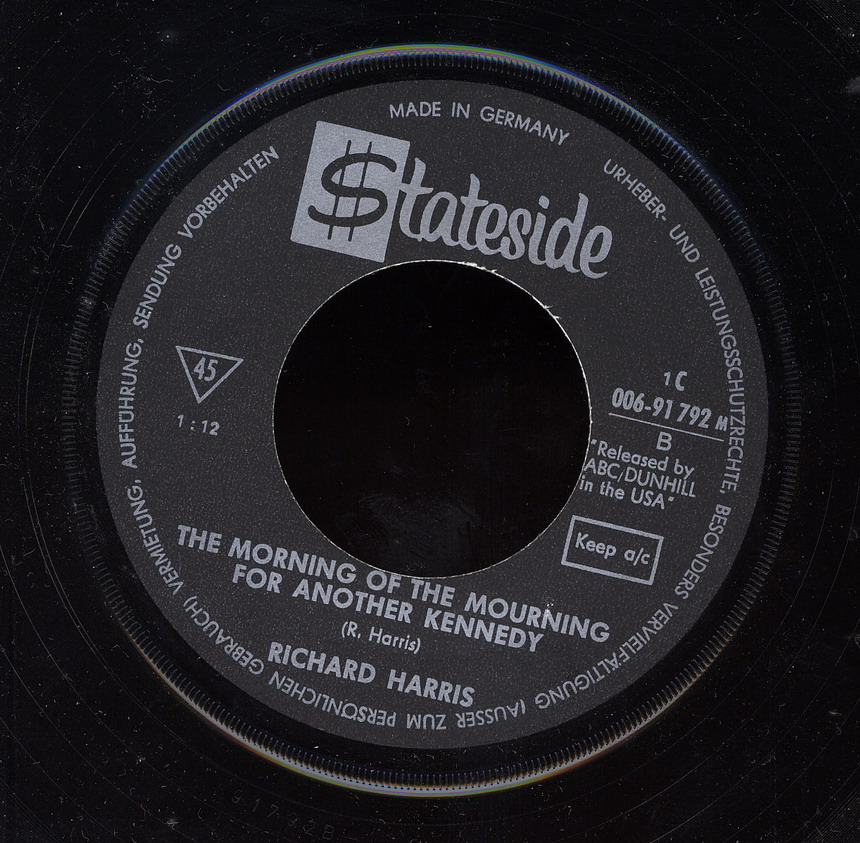 MADE IN GERMANY
URHEBER- UND LEISTUNGSSCHUTZRECHTE, BESONDERS VERVIELFÄLTIGUNG (AUSSER ZUM PERSÖNLICHEN GEBRAUCH) VERMIETUNG, AUFFÜHRUNG, SENDUNG VORBEHALTEN
Stateside
45
1:12
1 C
006-91 792 M
B
"Released by
ABC/DUNHILL
in the USA"
Keep a/c
THE MORNING OF THE MOURNING
FOR ANOTHER KENNEDY
(R. Harris)
RICHARD HARRIS